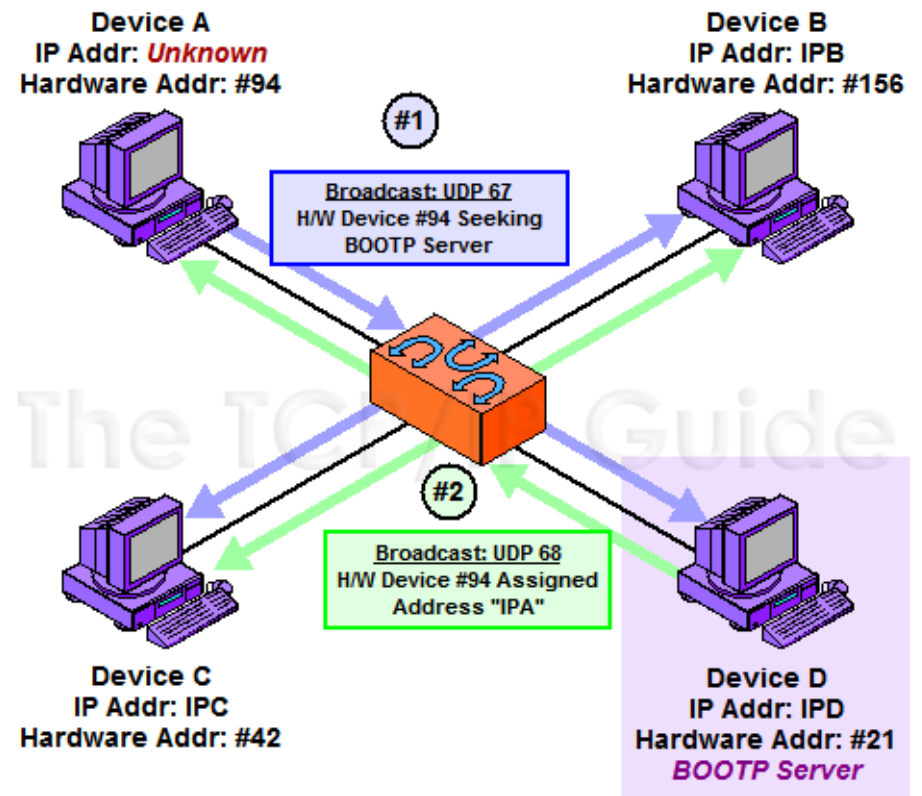 Device A
IP Addr: Unknown
Hardware Addr: #94
Device B
IP Addr: IPB
Hardware Addr: #156
#1
Broadcast: UDP 67
H/W Device #94 Seeking
BOOTP Server
The TCP/IP Guide
#2
Broadcast: UDP 68
H/W Device #94 Assigned
Address "IPA"
Device C
IP Addr: IPC
Hardware Addr: #42
Device D
IP Addr: IPD
Hardware Addr: #21
BOOTP Server